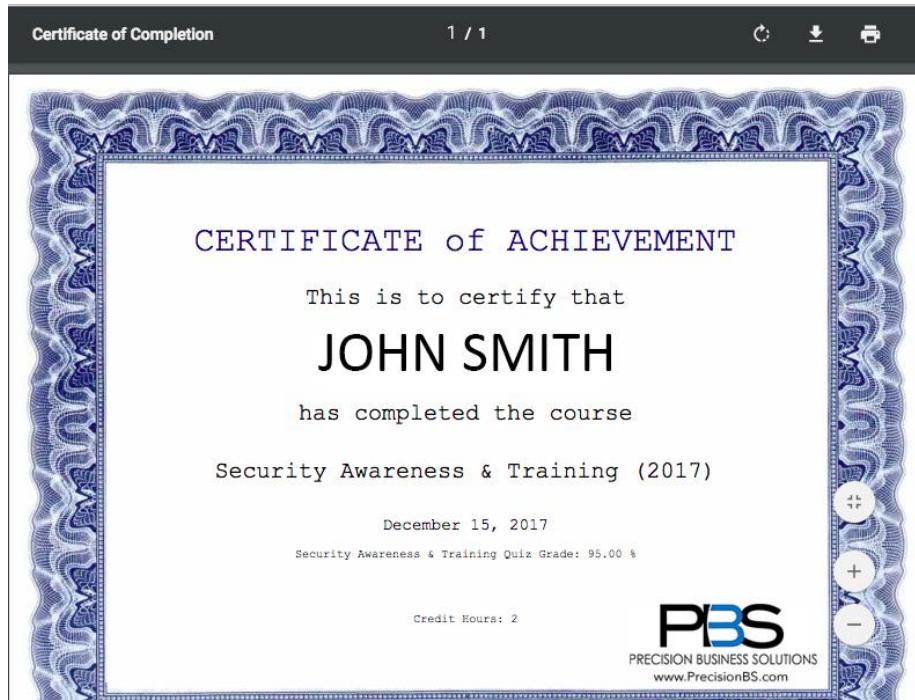 Certificate of Completion 1 / 1
CERTIFICATE of ACHIEVEMENT
This is to certify that
JOHN SMITH
has completed the course
Security Awareness & Training (2017)
December 15, 2017
Security Awareness & Training Quiz Grade: 95.00 %
Credit Hours: 2
PBS
PRECISION BUSINESS SOLUTIONS
www.PrecisionBS.com